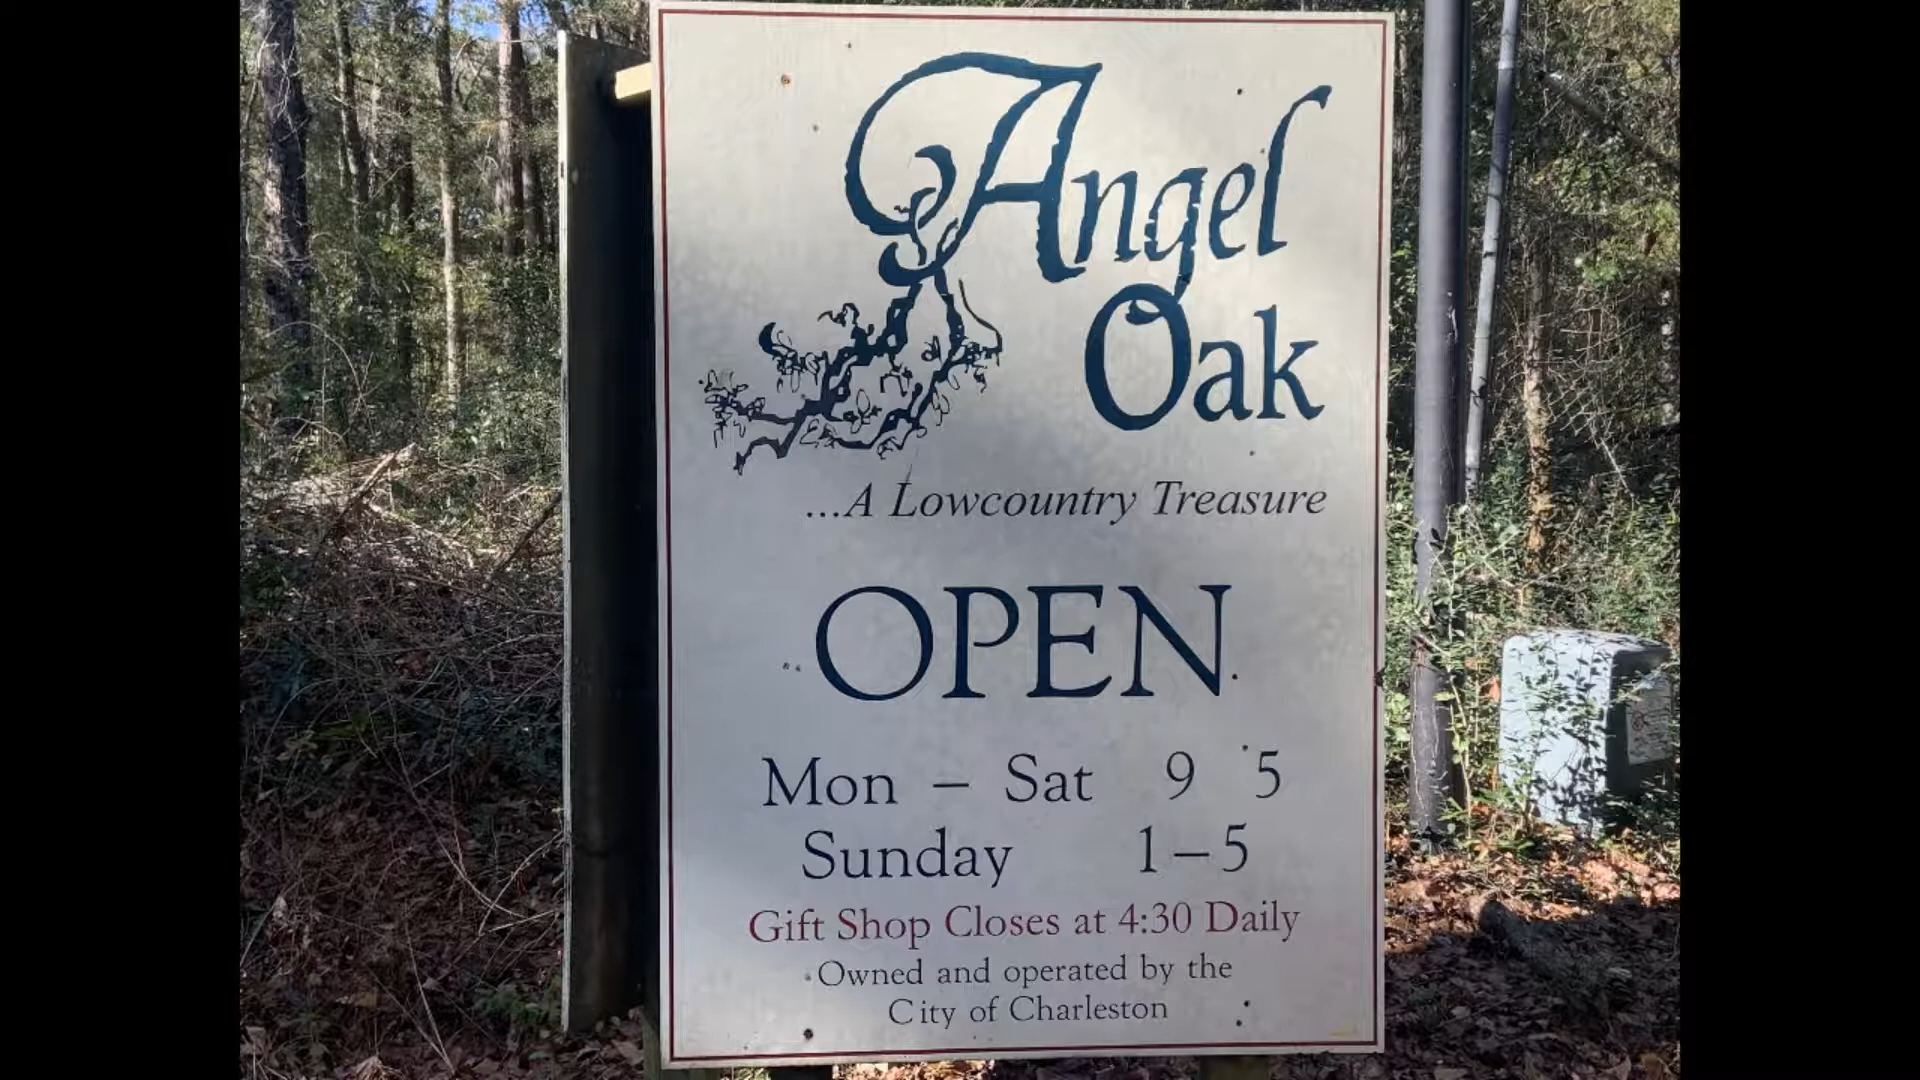 Angel
Oak
...A Lowcountry Treasure
OPEN
Mon – Sat 9 5
Sunday 1–5
Gift Shop Closes at 4:30 Daily
Owned and operated by the
City of Charleston